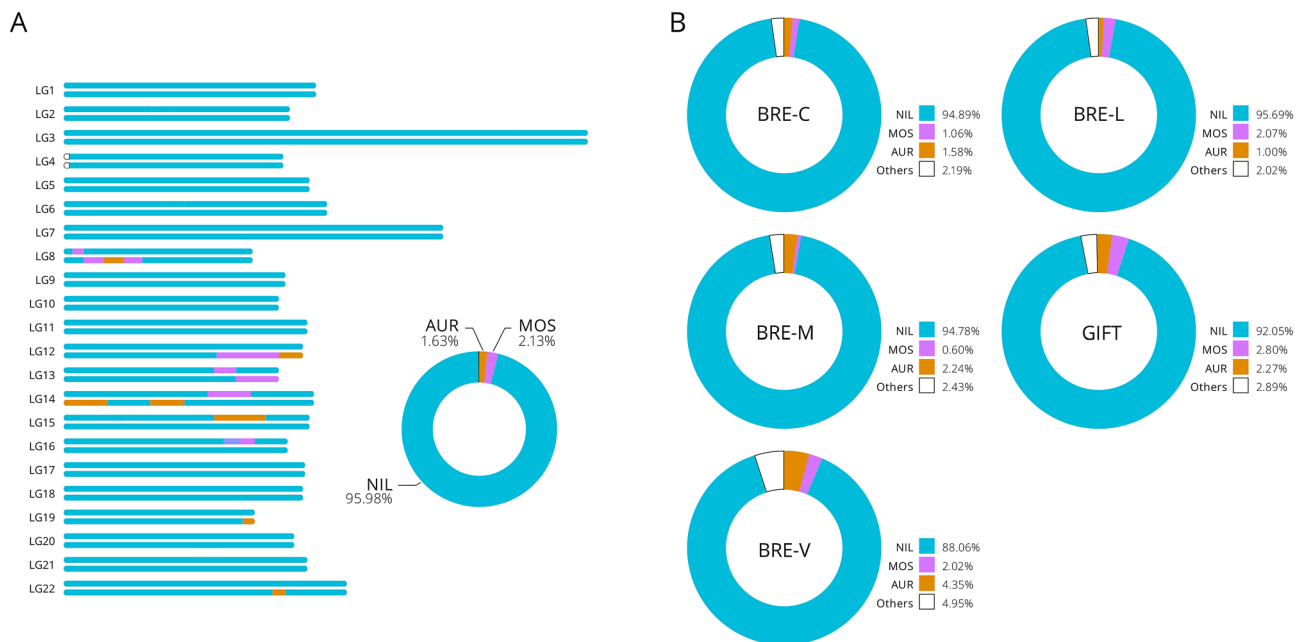 A
LG1
LG2
LG3
LG4
LG5
LG6
LG7
LG8
LG9
LG10
LG11
LG12
LG13
LG14
LG15
LG16
LG17
LG18
LG19
LG20
LG21
LG22
AUR
1.63%
MOS
2.13%
NIL
95.98%
B
BRE-C
NIL 94.89%
MOS 1.06%
AUR 1.58%
Others 2.19%
BRE-L
NIL 95.69%
MOS 2.07%
AUR 1.00%
Others 2.02%
BRE-M
NIL 94.78%
MOS 0.60%
AUR 2.24%
Others 2.43%
GIFT
NIL 92.05%
MOS 2.80%
AUR 2.27%
Others 2.89%
BRE-V
NIL 88.06%
MOS 2.02%
AUR 4.35%
Others 4.95%